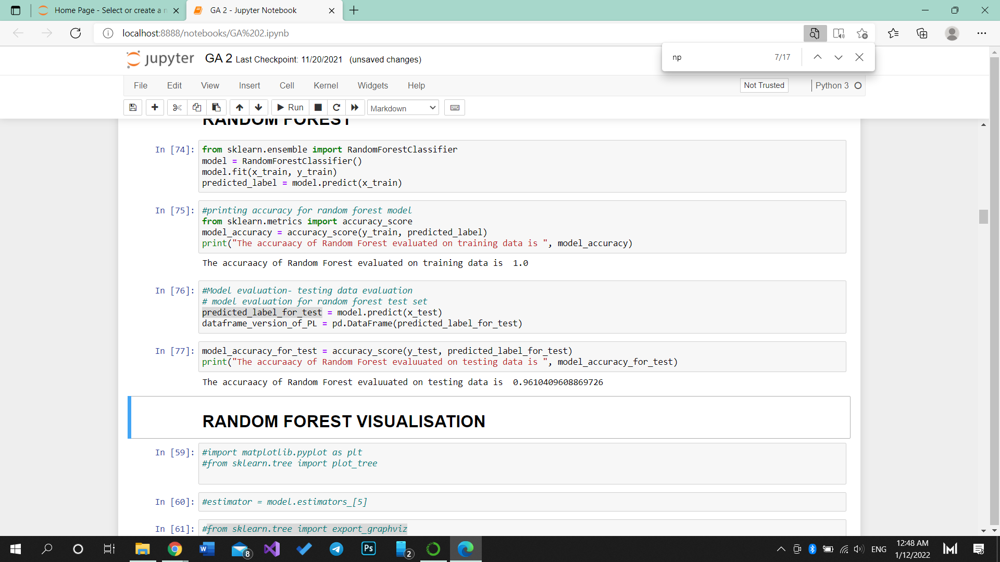 Home Page - Select or create a n
GA 2 - Jupyter Notebook
localhost:8888/notebooks/GA%202.ipynb
np 7/17
jupyter GA 2 Last Checkpoint: 11/20/2021 (unsaved changes)
File Edit View Insert Cell Kernel Widgets Help Not Trusted Python 3
Run Markdown
RANDOM FOREST
In [74]: from sklearn.ensemble import RandomForestClassifier
model = RandomForestClassifier()
model.fit(x_train, y_train)
predicted_label = model.predict(x_train)
In [75]: #printing accuracy for random forest model
from sklearn.metrics import accuracy_score
model_accuracy = accuracy_score(y_train, predicted_label)
print("The accuraacy of Random Forest evaluated on training data is ", model_accuracy)
The accuraacy of Random Forest evaluated on training data is  1.0
In [76]: #Model evaluation- testing data evaluation
# model evaluation for random forest test set
predicted_label_for_test = model.predict(x_test)
dataframe_version_of_PL = pd.DataFrame(predicted_label_for_test)
In [77]: model_accuracy_for_test = accuracy_score(y_test, predicted_label_for_test)
print("The accuraacy of Random Forest evaluuated on testing data is ", model_accuracy_for_test)
The accuraacy of Random Forest evaluuated on testing data is  0.9610409608869726
RANDOM FOREST VISUALISATION
In [59]: #import matplotlib.pyplot as plt
#from sklearn.tree import plot_tree
In [60]: #estimator = model.estimators_[5]
In [61]: #from sklearn.tree import export_graphviz
8 Ps 2 ENG 12:48 AM
1/12/2022